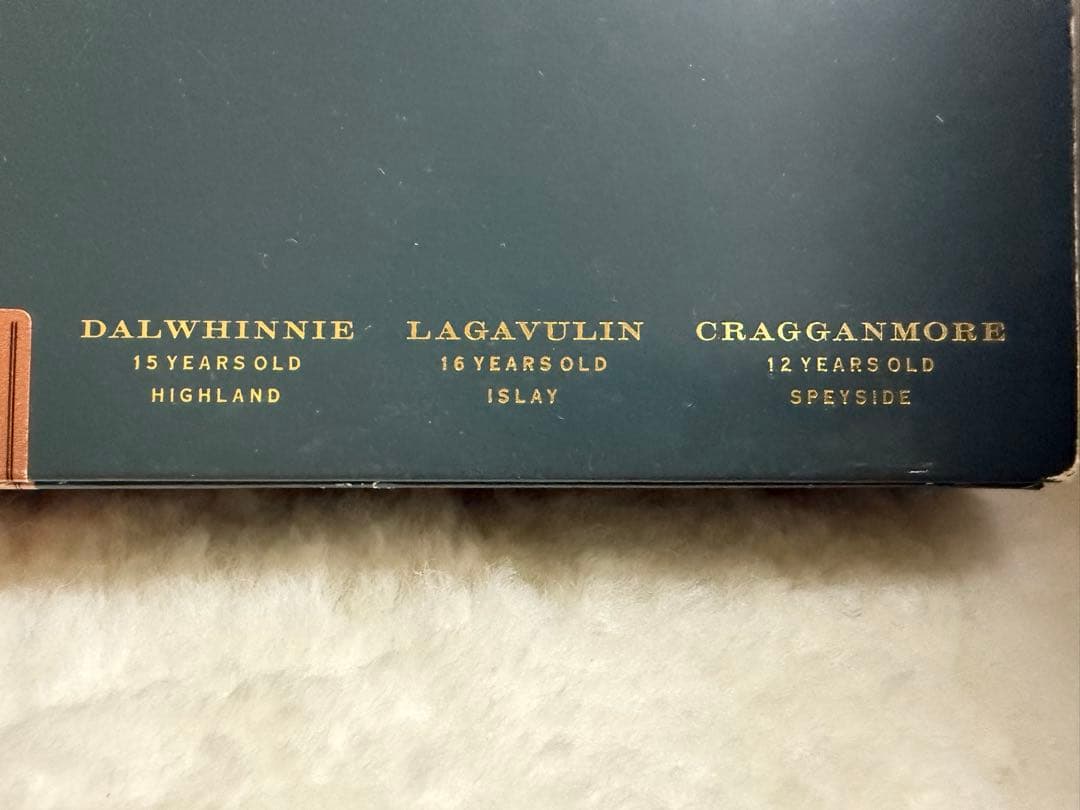 DALWHINNIE
15 YEARS OLD
HIGHLAND
LAGAVULIN
16 YEARS OLD
ISLAY
CRAGGANMORE
12 YEARS OLD
SPEYSIDE